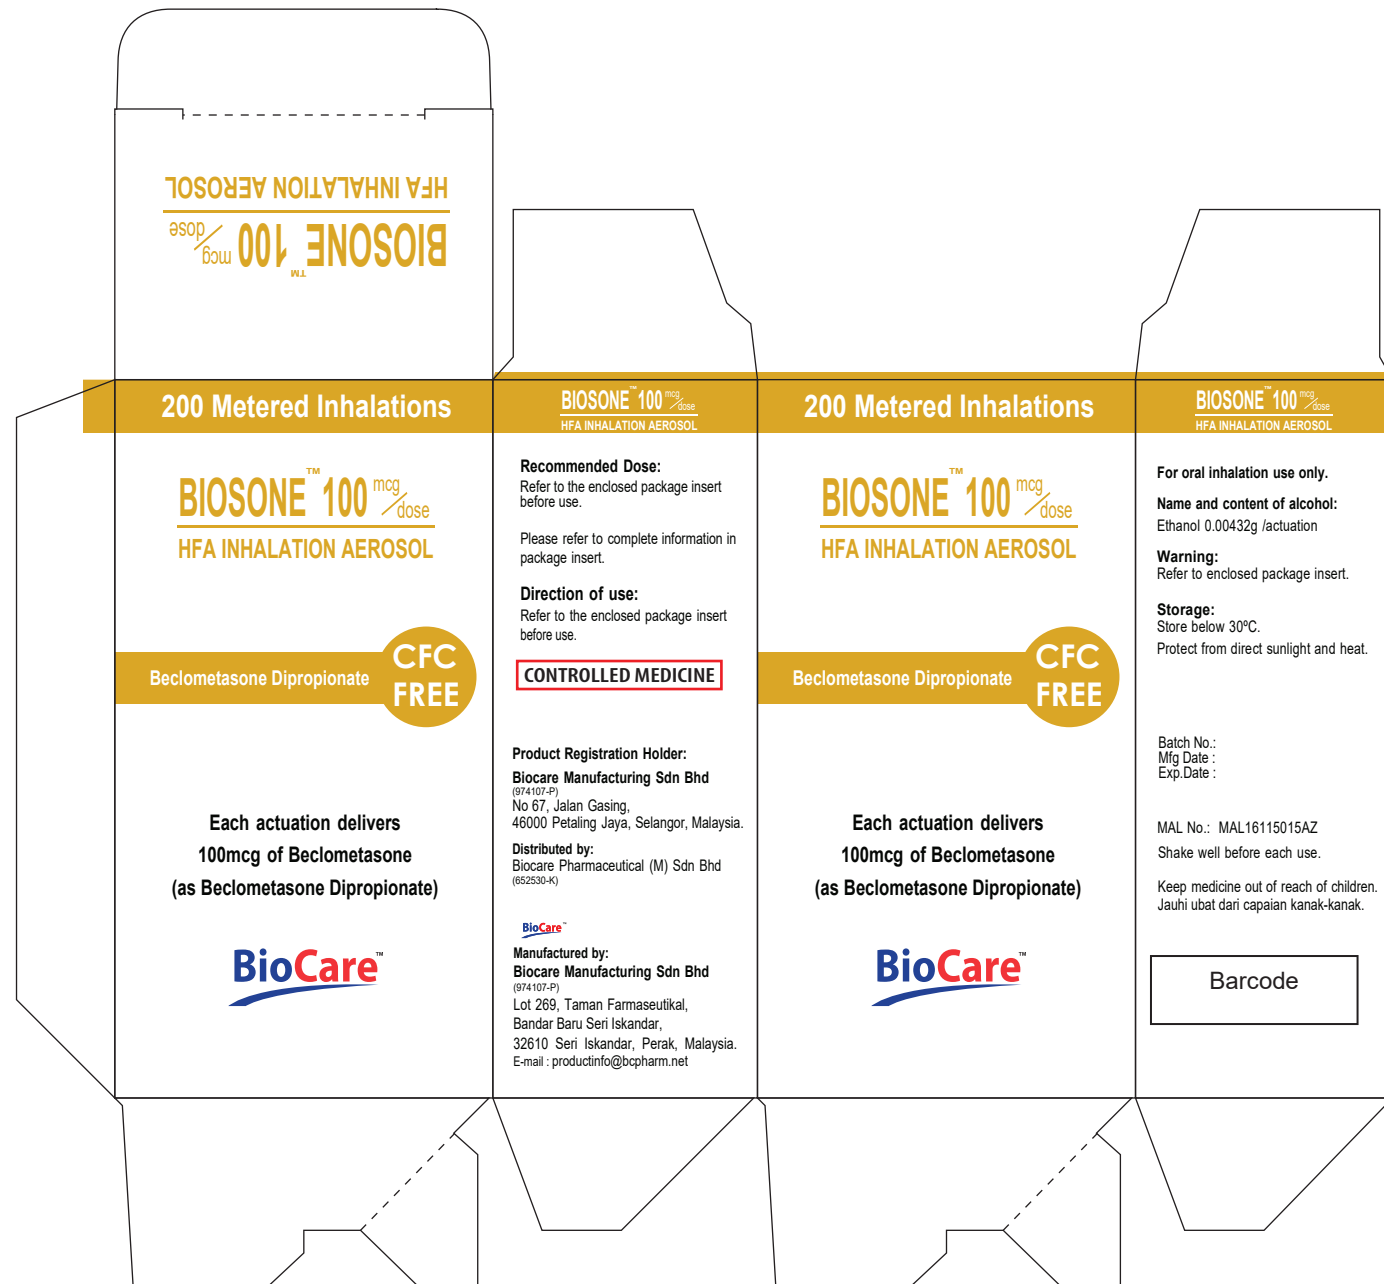 HFA INHALATION AEROSOL
BIOSONE™ 100 mcg/dose
200 Metered Inhalations
BIOSONE™ 100 mcg/dose
HFA INHALATION AEROSOL
Beclometasone Dipropionate
CFC
FREE
Each actuation delivers
100mcg of Beclometasone
(as Beclometasone Dipropionate)
BioCare™
BIOSONE™ 100 mcg/dose
HFA INHALATION AEROSOL
Recommended Dose:
Refer to the enclosed package insert
before use.
Please refer to complete information in
package insert.
Direction of use:
Refer to the enclosed package insert
before use.
CONTROLLED MEDICINE
Product Registration Holder:
Biocare Manufacturing Sdn Bhd
(974107-P)
No 67, Jalan Gasing,
46000 Petaling Jaya, Selangor, Malaysia.
Distributed by:
Biocare Pharmaceutical (M) Sdn Bhd
(652530-K)
BioCare™
Manufactured by:
Biocare Manufacturing Sdn Bhd
(974107-P)
Lot 269, Taman Farmaseutikal,
Bandar Baru Seri Iskandar,
32610 Seri Iskandar, Perak, Malaysia.
E-mail : productinfo@bcpharm.net
200 Metered Inhalations
BIOSONE™ 100 mcg/dose
HFA INHALATION AEROSOL
Beclometasone Dipropionate
CFC
FREE
Each actuation delivers
100mcg of Beclometasone
(as Beclometasone Dipropionate)
BioCare™
BIOSONE™ 100 mcg/dose
HFA INHALATION AEROSOL
For oral inhalation use only.
Name and content of alcohol:
Ethanol 0.00432g /actuation
Warning:
Refer to enclosed package insert.
Storage:
Store below 30ºC.
Protect from direct sunlight and heat.
Batch No.:
Mfg Date :
Exp.Date :
MAL No.: MAL16115015AZ
Shake well before each use.
Keep medicine out of reach of children.
Jauhi ubat dari capaian kanak-kanak.
Barcode